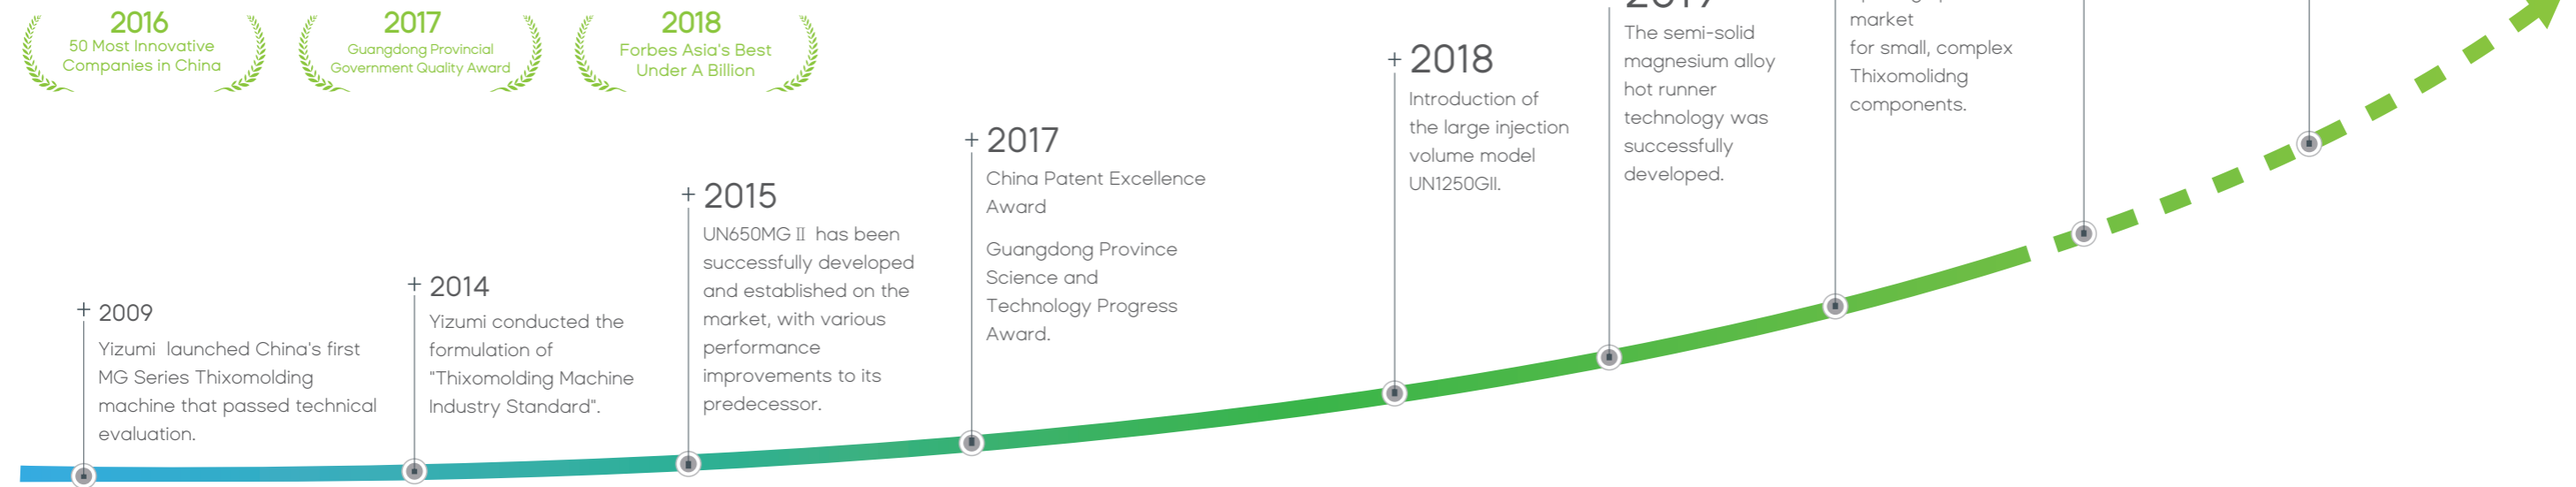 2016
50 Most Innovative
Companies in China
2017
Guangdong Provincial
Government Quality Award
2018
Forbes Asia's Best
Under A Billion
2009
Yizumi launched China's first
MG Series Thixomolding
machine that passed technical
evaluation.
2014
Yizumi conducted the
formulation of
"Thixomolding Machine
Industry Standard".
2015
UN650MG II has been
successfully developed
and established on the
market, with various
performance
improvements to its
predecessor.
2017
China Patent Excellence
Award
Guangdong Province
Science and
Technology Progress
Award.
2018
Introduction of
the large injection
volume model
UN1250GII.
The semi-solid
magnesium alloy
hot runner
technology was
successfully
developed.
market
for small, complex
Thixomolidng
components.